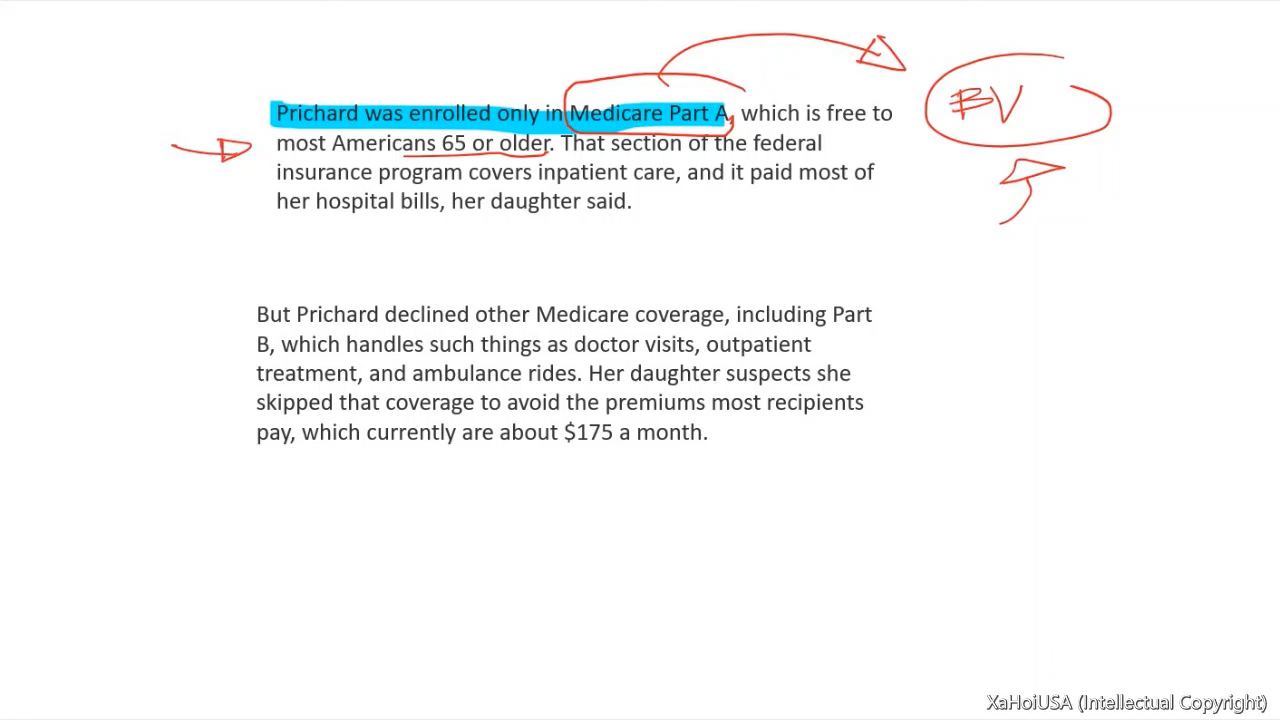 Prichard was enrolled only in Medicare Part A, which is free to
most Americans 65 or older. That section of the federal
insurance program covers inpatient care, and it paid most of
her hospital bills, her daughter said.
BV
But Prichard declined other Medicare coverage, including Part
B, which handles such things as doctor visits, outpatient
treatment, and ambulance rides. Her daughter suspects she
skipped that coverage to avoid the premiums most recipients
pay, which currently are about $175 a month.
XaHoiUSA (Intellectual Copyright)